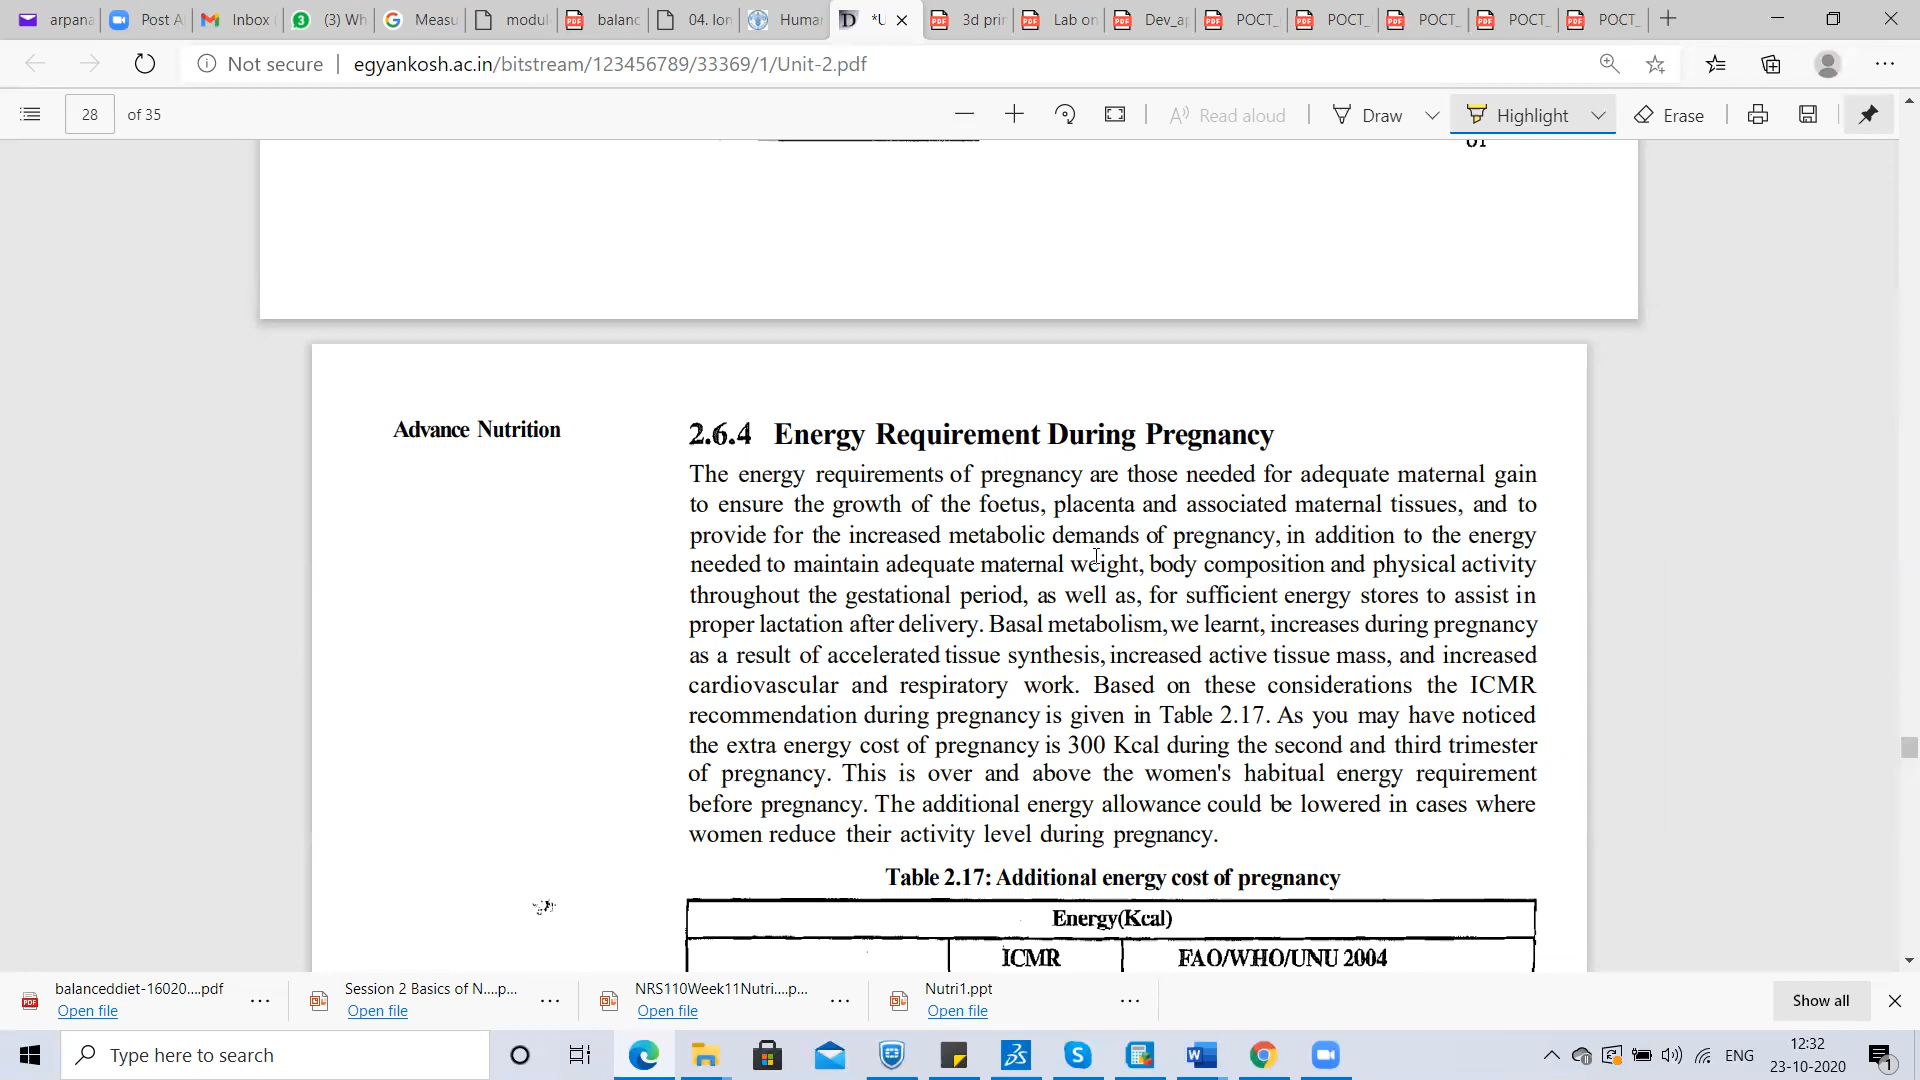 arpana
Post A
Inbox
(3) Wh
Measu
modul
balanc
04. Ion
Human
*U
3d prin
Lab on
Dev_a
POCT_
POCT_
POCT_
POCT_
POCT_
Not secure
egyankosh.ac.in/bitstream/123456789/33369/1/Unit-2.pdf
28 of 35
Read aloud
Draw
Highlight
Erase
Advance Nutrition
2.6.4 Energy Requirement During Pregnancy
The energy requirements of pregnancy are those needed for adequate maternal gain
to ensure the growth of the foetus, placenta and associated maternal tissues, and to
provide for the increased metabolic demands of pregnancy, in addition to the energy
needed to maintain adequate maternal weight, body composition and physical activity
throughout the gestational period, as well as, for sufficient energy stores to assist in
proper lactation after delivery. Basal metabolism, we learnt, increases during pregnancy
as a result of accelerated tissue synthesis, increased active tissue mass, and increased
cardiovascular and respiratory work. Based on these considerations the ICMR
recommendation during pregnancy is given in Table 2.17. As you may have noticed
the extra energy cost of pregnancy is 300 Kcal during the second and third trimester
of pregnancy. This is over and above the women's habitual energy requirement
before pregnancy. The additional energy allowance could be lowered in cases where
women reduce their activity level during pregnancy.
Table 2.17: Additional energy cost of pregnancy
Energy(Kcal)
ICMR
FAO/WHO/UNU 2004
balanceddiet-16020....pdf
Open file
Session 2 Basics of N....p...
Open file
NRS110Week11Nutri....p...
Open file
Nutri1.ppt
Open file
Show all
Type here to search
ENG
12:32
23-10-2020
1